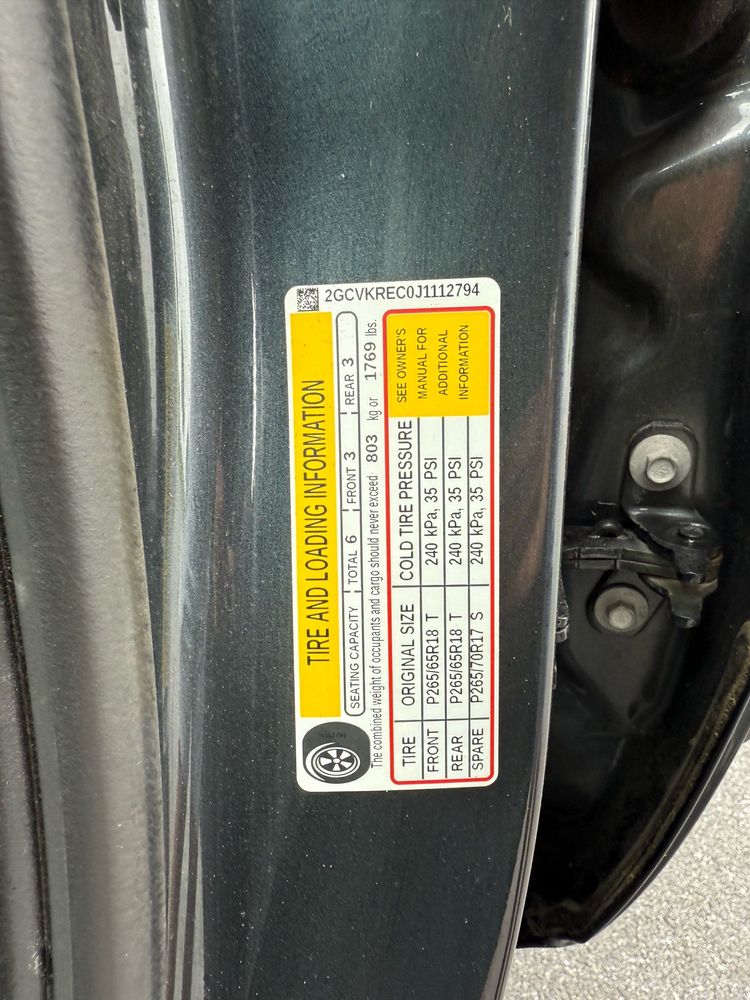 2GCVKREC0J1112794
TIRE AND LOADING INFORMATION
SEATING CAPACITY TOTAL 6 FRONT 3 REAR 3
The combined weight of occupants and cargo should never exceed 803 kg or 1769 lbs.
TIRE ORIGINAL SIZE COLD TIRE PRESSURE
FRONT P265/65R18 T 240 kPa, 35 PSI
REAR P265/65R18 T 240 kPa, 35 PSI
SPARE P265/70R17 S 240 kPa, 35 PSI
SEE OWNER'S
MANUAL FOR
ADDITIONAL
INFORMATION